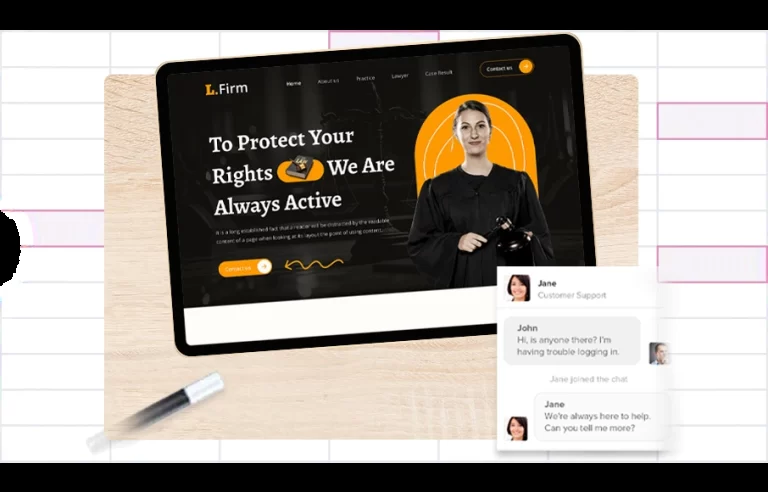 L.Firm
Home
About us
Practice
Lawyer
Case Result
Contact us
To Protect Your
Rights We Are
Always Active
It is a long established fact that a reader will be distracted by the readable
content of a page when looking at its layout the point of using content.
Contact us
Jane
Customer Support
John
Hi, is anyone there? I'm
having trouble logging in.
Jane joined the chat
Jane
We're always here to help.
Can you tell me more?